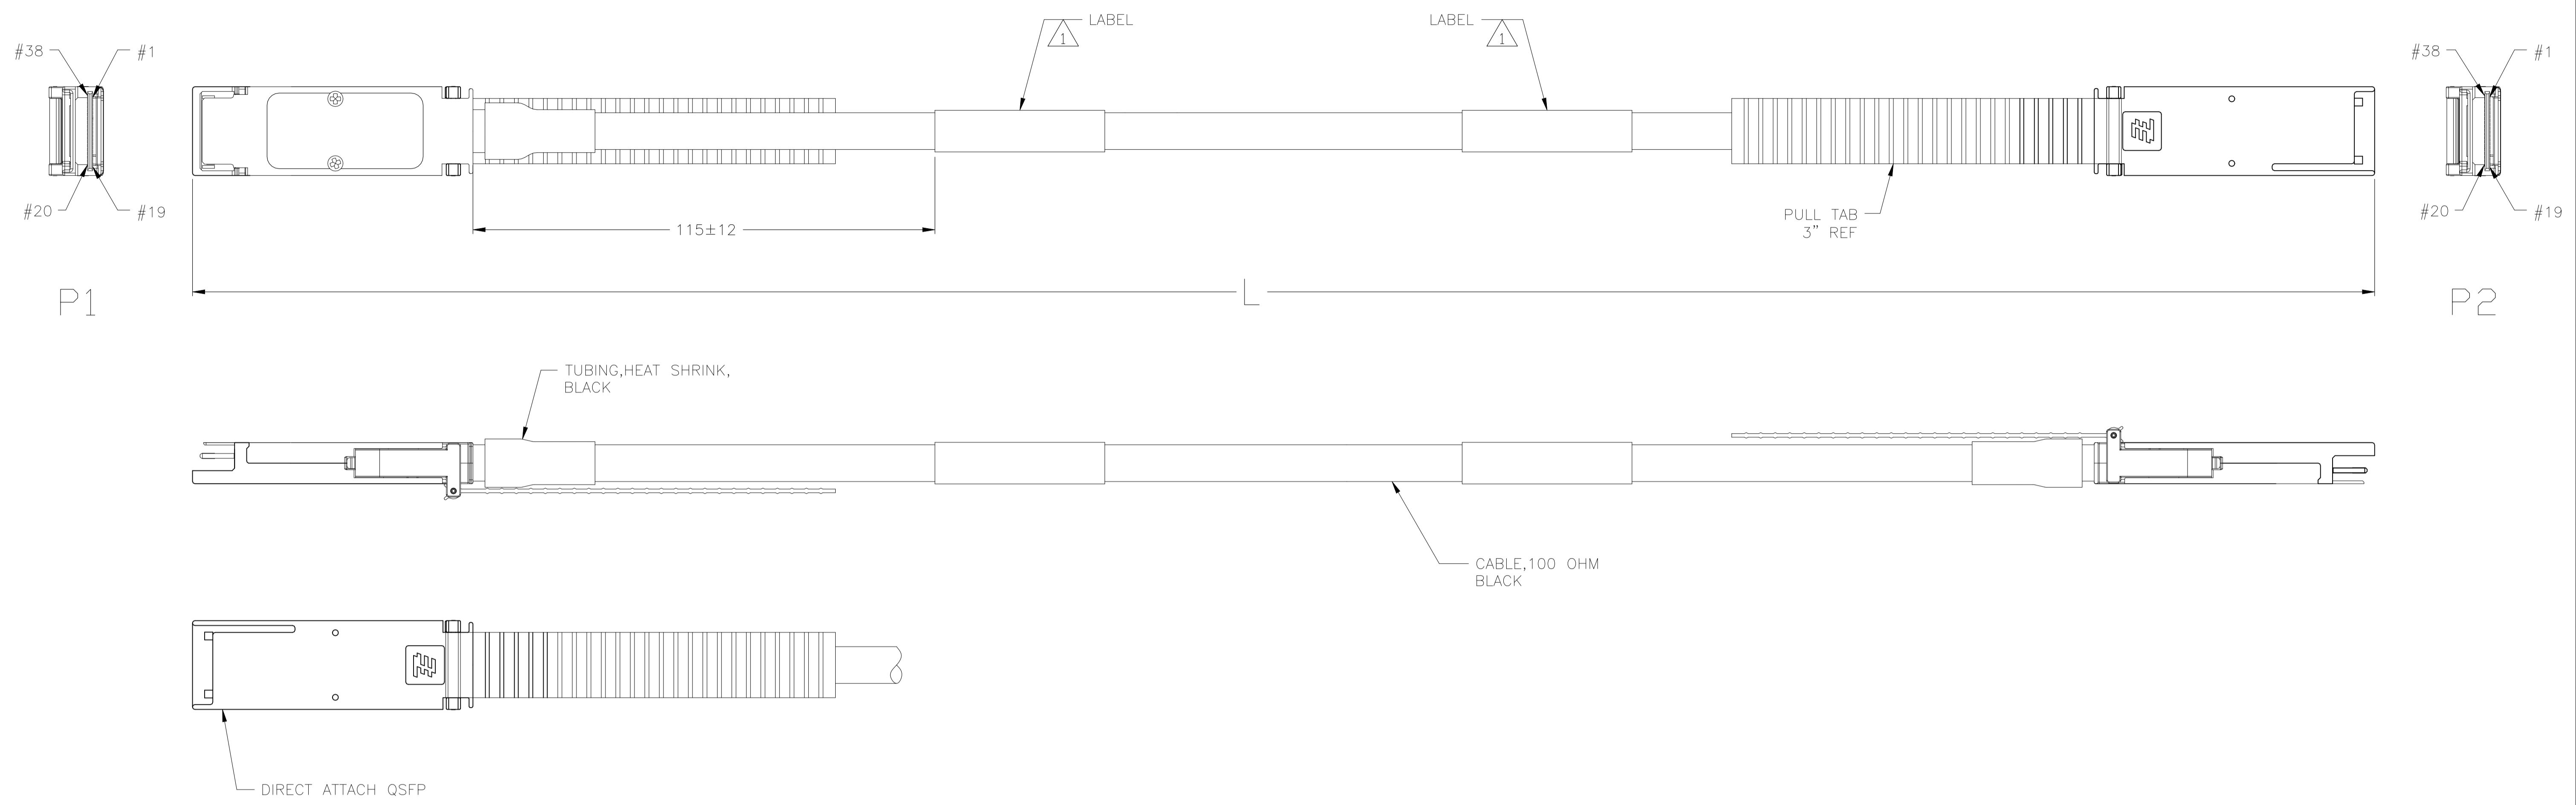 LABEL
1
LABEL
1
#38
#1
#38
#1
#20
#19
#20
#19
115±12
PULL TAB
3" REF
L
P1
P2
TUBING,HEAT SHRINK,
BLACK
CABLE,100 OHM
BLACK
DIRECT ATTACH QSFP